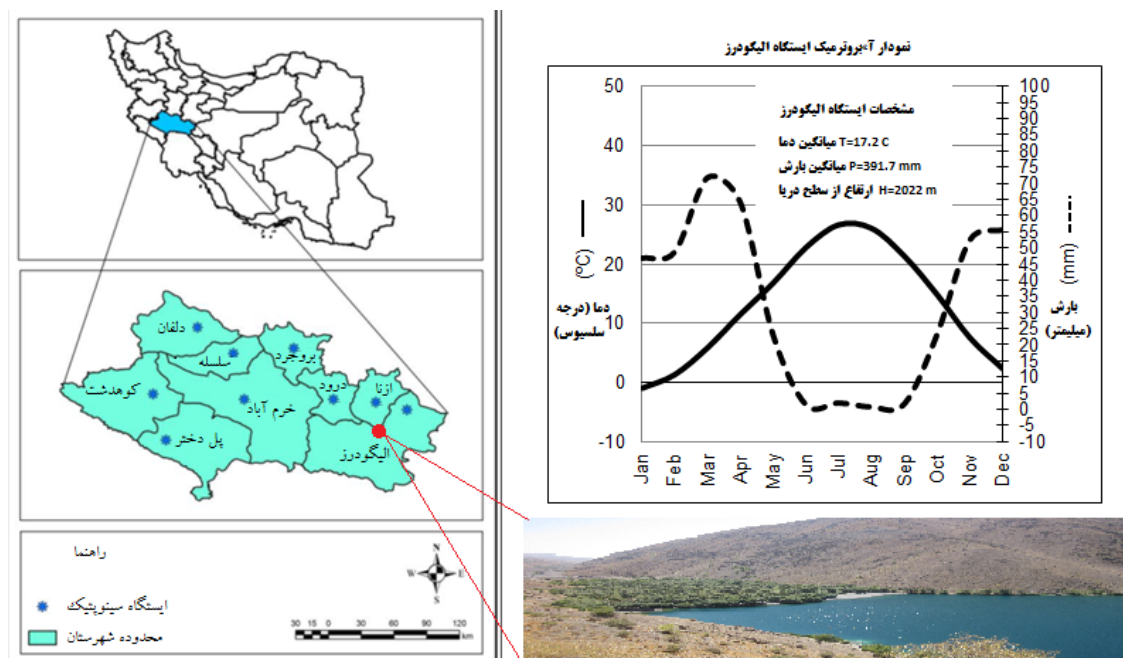 دلفان
سلسله
بروجرد
کوهدشت
خرم آباد
درود
ازنا
پل دختر
الیگودرز
راهنما
ایستگاه سینوپتیک
محدوده شهرستان
N
W
E
S
30 15 0 30 60 90 120
km
نمودار آ»بروترمیک ایستگاه الیگودرز
مشخصات ایستگاه الیگودرز
میانگین دما T=17.2 C
میانگین بارش P=391.7 mm
ارتفاع از سطح دریا H=2022 m
50
40
30
20
10
0
-10
(ºC)
دما (درجه
سلسیوس)
100
95
90
85
80
75
70
65
60
55
50
45
40
35
30
25
20
15
10
5
0
-5
-10
(mm)
بارش
(میلیمتر)
Jan Feb Mar Apr May Jun Jul Aug Sep Oct Nov Dec